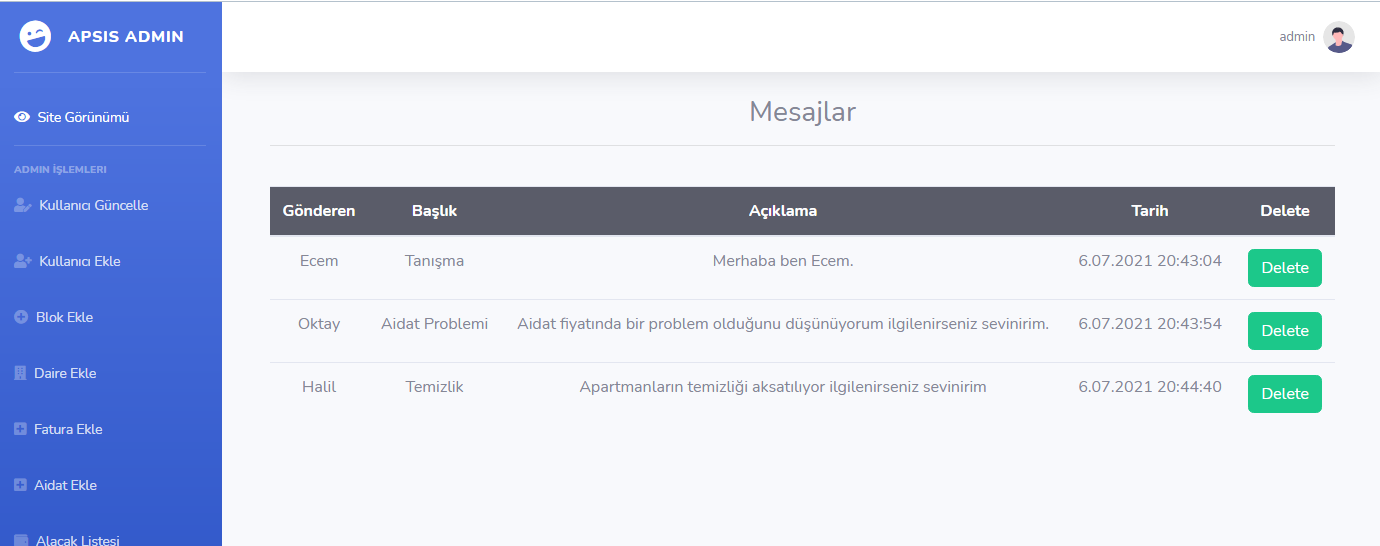 APSIS ADMIN
admin
Site Görünümü
ADMIN İŞLEMLERI
Kullanıcı Güncelle
Kullanıcı Ekle
Blok Ekle
Daire Ekle
Fatura Ekle
Aidat Ekle
Alacak Listesi
Mesajlar
Gönderen Başlık Açıklama Tarih Delete
Ecem Tanışma Merhaba ben Ecem. 6.07.2021 20:43:04 Delete
Oktay Aidat Problemi Aidat fiyatında bir problem olduğunu düşünüyorum ilgilenirseniz sevinirim. 6.07.2021 20:43:54 Delete
Halil Temizlik Apartmanların temizliği aksatılıyor ilgilenirseniz sevinirim 6.07.2021 20:44:40 Delete